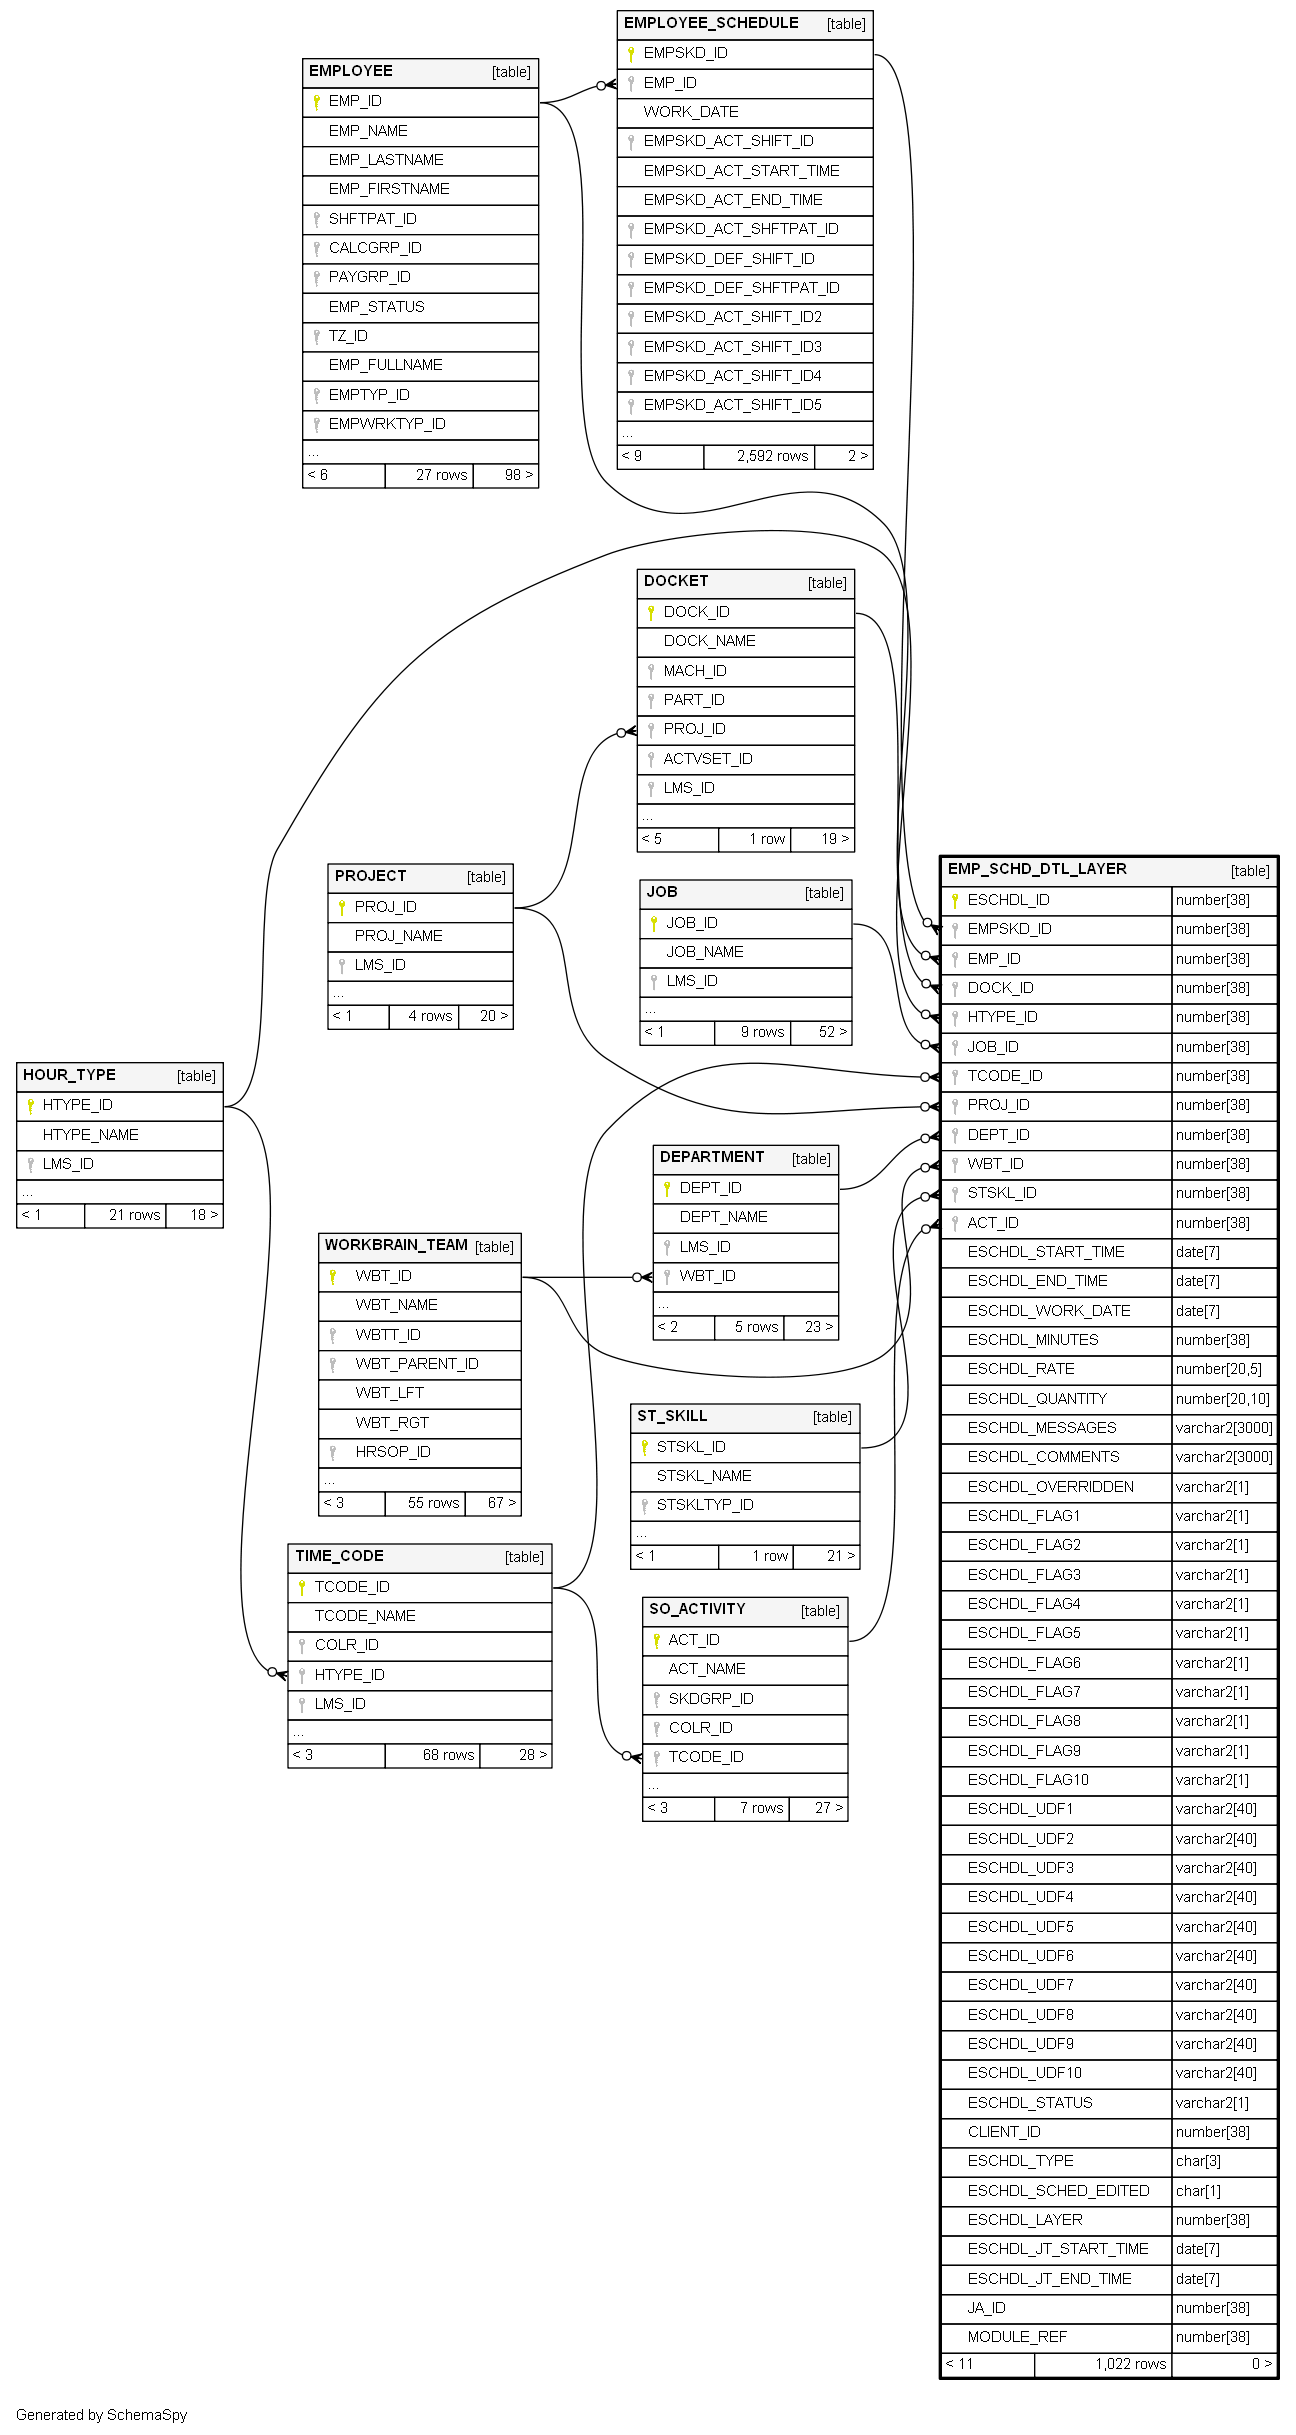 EMPLOYEE_SCHEDULE [table]
EMPSKD_ID
EMP_ID
WORK_DATE
EMPSKD_ACT_SHIFT_ID
EMPSKD_ACT_START_TIME
EMPSKD_ACT_END_TIME
EMPSKD_ACT_SHFTPAT_ID
EMPSKD_DEF_SHIFT_ID
EMPSKD_DEF_SHFTPAT_ID
EMPSKD_ACT_SHIFT_ID2
EMPSKD_ACT_SHIFT_ID3
EMPSKD_ACT_SHIFT_ID4
EMPSKD_ACT_SHIFT_ID5
...
< 9 2,592 rows 2 >
EMPLOYEE [table]
EMP_ID
EMP_NAME
EMP_LASTNAME
EMP_FIRSTNAME
SHFTPAT_ID
CALCGRP_ID
PAYGRP_ID
EMP_STATUS
TZ_ID
EMP_FULLNAME
EMPTYP_ID
EMPWRKTYP_ID
...
< 6 27 rows 98 >
DOCKET [table]
DOCK_ID
DOCK_NAME
MACH_ID
PART_ID
PROJ_ID
ACTVSET_ID
LMS_ID
...
< 5 1 row 19 >
PROJECT [table]
PROJ_ID
PROJ_NAME
LMS_ID
...
< 1 4 rows 20 >
JOB [table]
JOB_ID
JOB_NAME
LMS_ID
...
< 1 9 rows 52 >
HOUR_TYPE [table]
HTYPE_ID
HTYPE_NAME
LMS_ID
...
< 1 21 rows 18 >
DEPARTMENT [table]
DEPT_ID
DEPT_NAME
LMS_ID
WBT_ID
...
< 2 5 rows 23 >
WORKBRAIN_TEAM [table]
WBT_ID
WBT_NAME
WBTT_ID
WBT_PARENT_ID
WBT_LFT
WBT_RGT
HRSOP_ID
...
< 3 55 rows 67 >
ST_SKILL [table]
STSKL_ID
STSKL_NAME
STSKLTYP_ID
...
< 1 1 row 21 >
TIME_CODE [table]
TCODE_ID
TCODE_NAME
COLR_ID
HTYPE_ID
LMS_ID
...
< 3 68 rows 28 >
SO_ACTIVITY [table]
ACT_ID
ACT_NAME
SKDGRP_ID
COLR_ID
TCODE_ID
...
< 3 7 rows 27 >
EMP_SCHD_DTL_LAYER [table]
ESCHDL_ID number[38]
EMPSKD_ID number[38]
EMP_ID number[38]
DOCK_ID number[38]
HTYPE_ID number[38]
JOB_ID number[38]
TCODE_ID number[38]
PROJ_ID number[38]
DEPT_ID number[38]
WBT_ID number[38]
STSKL_ID number[38]
ACT_ID number[38]
ESCHDL_START_TIME date[7]
ESCHDL_END_TIME date[7]
ESCHDL_WORK_DATE date[7]
ESCHDL_MINUTES number[38]
ESCHDL_RATE number[20,5]
ESCHDL_QUANTITY number[20,10]
ESCHDL_MESSAGES varchar2[3000]
ESCHDL_COMMENTS varchar2[3000]
ESCHDL_OVERRIDDEN varchar2[1]
ESCHDL_FLAG1 varchar2[1]
ESCHDL_FLAG2 varchar2[1]
ESCHDL_FLAG3 varchar2[1]
ESCHDL_FLAG4 varchar2[1]
ESCHDL_FLAG5 varchar2[1]
ESCHDL_FLAG6 varchar2[1]
ESCHDL_FLAG7 varchar2[1]
ESCHDL_FLAG8 varchar2[1]
ESCHDL_FLAG9 varchar2[1]
ESCHDL_FLAG10 varchar2[1]
ESCHDL_UDF1 varchar2[40]
ESCHDL_UDF2 varchar2[40]
ESCHDL_UDF3 varchar2[40]
ESCHDL_UDF4 varchar2[40]
ESCHDL_UDF5 varchar2[40]
ESCHDL_UDF6 varchar2[40]
ESCHDL_UDF7 varchar2[40]
ESCHDL_UDF8 varchar2[40]
ESCHDL_UDF9 varchar2[40]
ESCHDL_UDF10 varchar2[40]
ESCHDL_STATUS varchar2[1]
CLIENT_ID number[38]
ESCHDL_TYPE char[3]
ESCHDL_SCHED_EDITED char[1]
ESCHDL_LAYER number[38]
ESCHDL_JT_START_TIME date[7]
ESCHDL_JT_END_TIME date[7]
JA_ID number[38]
MODULE_REF number[38]
< 11 1,022 rows 0 >
Generated by SchemaSpy